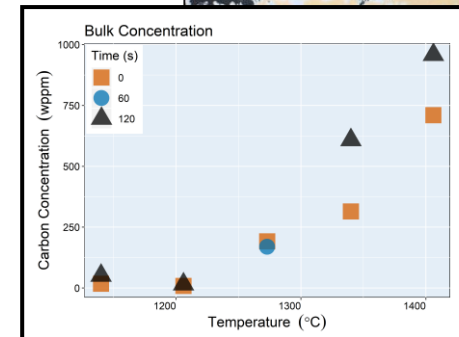 Bulk Concentration
Time (s)
0
60
120
Carbon Concentration (wppm)
1000
750
500
250
0
1200
1300
1400
Temperature (°C)